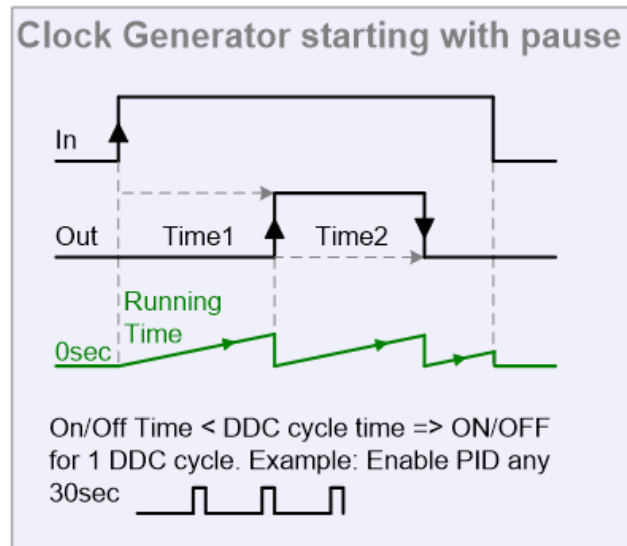 Clock Generator starting with pause
In
Out Time1 Time2
Running
Time
0sec
On/Off Time < DDC cycle time => ON/OFF
for 1 DDC cycle. Example: Enable PID any
30sec